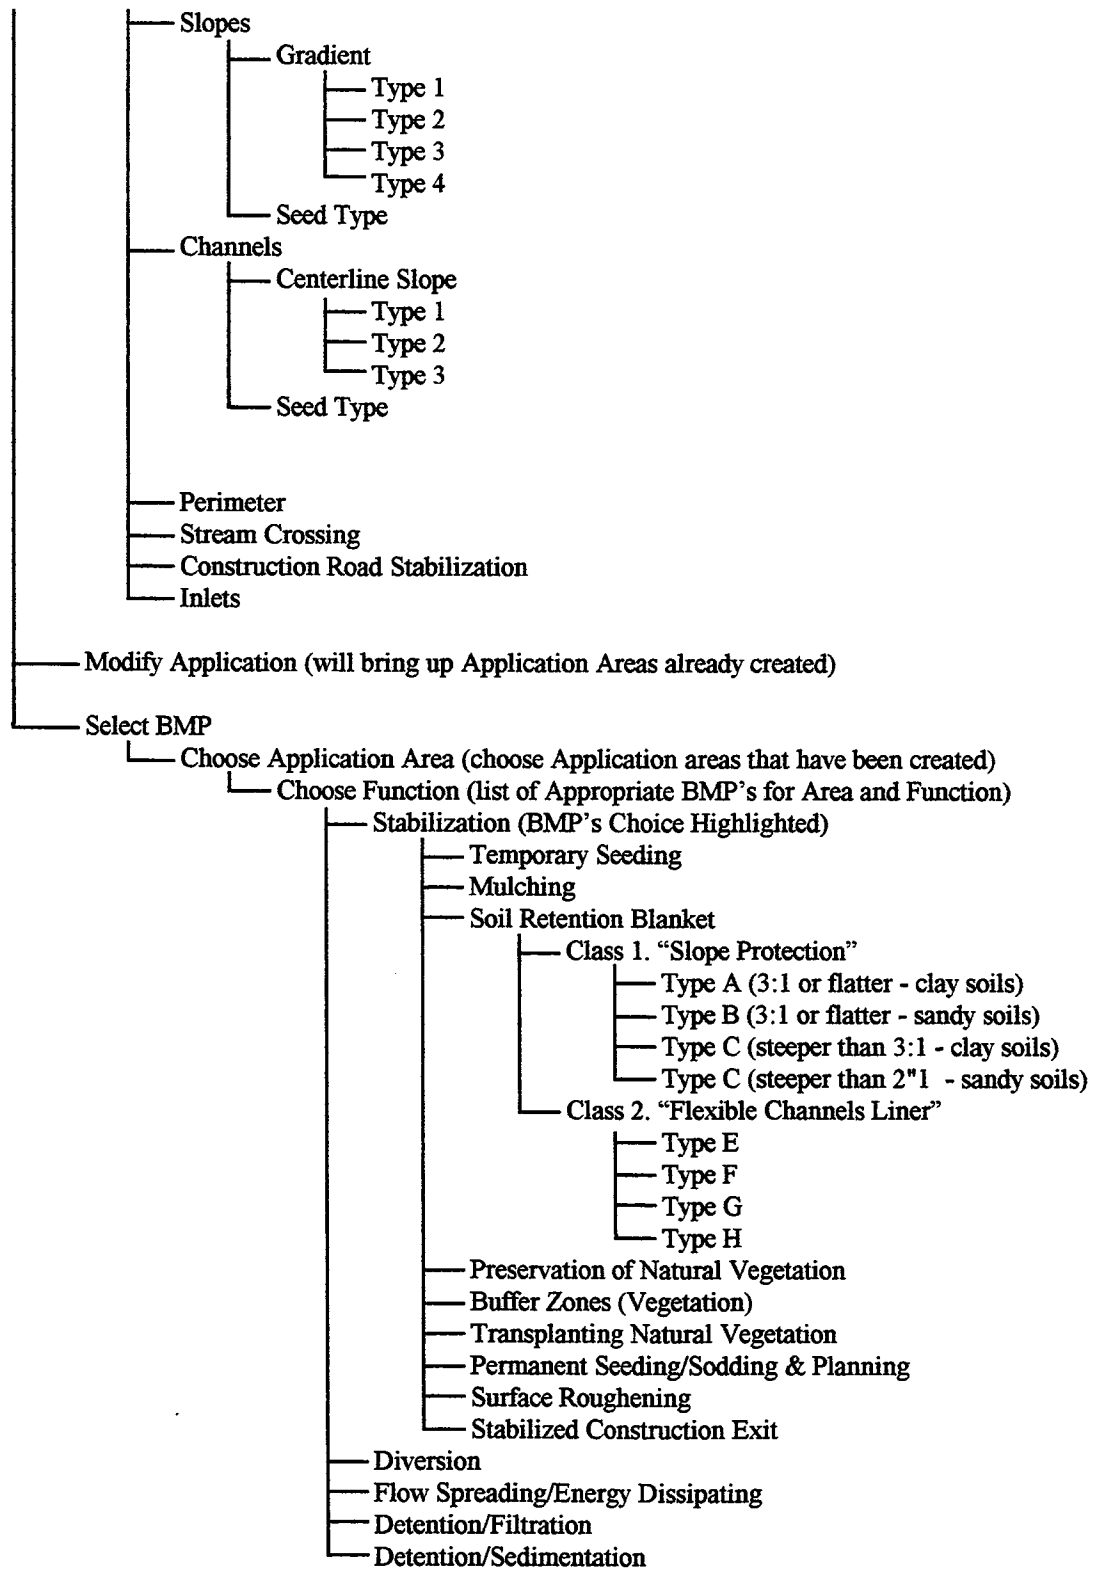 Slopes
Gradient
Type 1
Type 2
Type 3
Type 4
Seed Type
Channels
Centerline Slope
Type 1
Type 2
Type 3
Seed Type
Perimeter
Stream Crossing
Construction Road Stabilization
Inlets
Modify Application (will bring up Application Areas already created)
Select BMP
Choose Application Area (choose Application areas that have been created)
Choose Function (list of Appropriate BMP's for Area and Function)
Stabilization (BMP's Choice Highlighted)
Temporary Seeding
Mulching
Soil Retention Blanket
Class 1. “Slope Protection”
Type A (3:1 or flatter - clay soils)
Type B (3:1 or flatter - sandy soils)
Type C (steeper than 3:1 - clay soils)
Type C (steeper than 2"1 - sandy soils)
Class 2. “Flexible Channels Liner”
Type E
Type F
Type G
Type H
Preservation of Natural Vegetation
Buffer Zones (Vegetation)
Transplanting Natural Vegetation
Permanent Seeding/Sodding & Planning
Surface Roughening
Stabilized Construction Exit
Diversion
Flow Spreading/Energy Dissipating
Detention/Filtration
Detention/Sedimentation